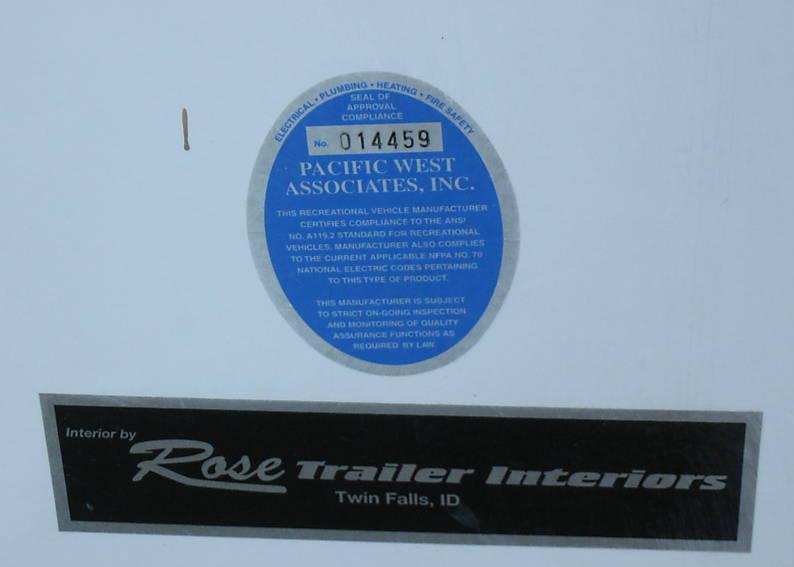 ELECTRICAL • PLUMBING • HEATING • FIRE SAFETY
SEAL OF
APPROVAL
COMPLIANCE
No. 014459
PACIFIC WEST
ASSOCIATES, INC.
THIS RECREATIONAL VEHICLE MANUFACTURER
CERTIFIES COMPLIANCE TO THE ANSI
NO. A119.2 STANDARD FOR RECREATIONAL
VEHICLES. MANUFACTURER ALSO COMPLIES
TO THE CURRENT APPLICABLE NFPA NO. 70
NATIONAL ELECTRIC CODES PERTAINING
TO THIS TYPE OF PRODUCT.
THIS MANUFACTURER IS SUBJECT
TO STRICT ON-GOING INSPECTION
AND MONITORING OF QUALITY
ASSURANCE FUNCTIONS AS
REQUIRED BY LAW.
Interior by
Rose Trailer Interiors
Twin Falls, ID